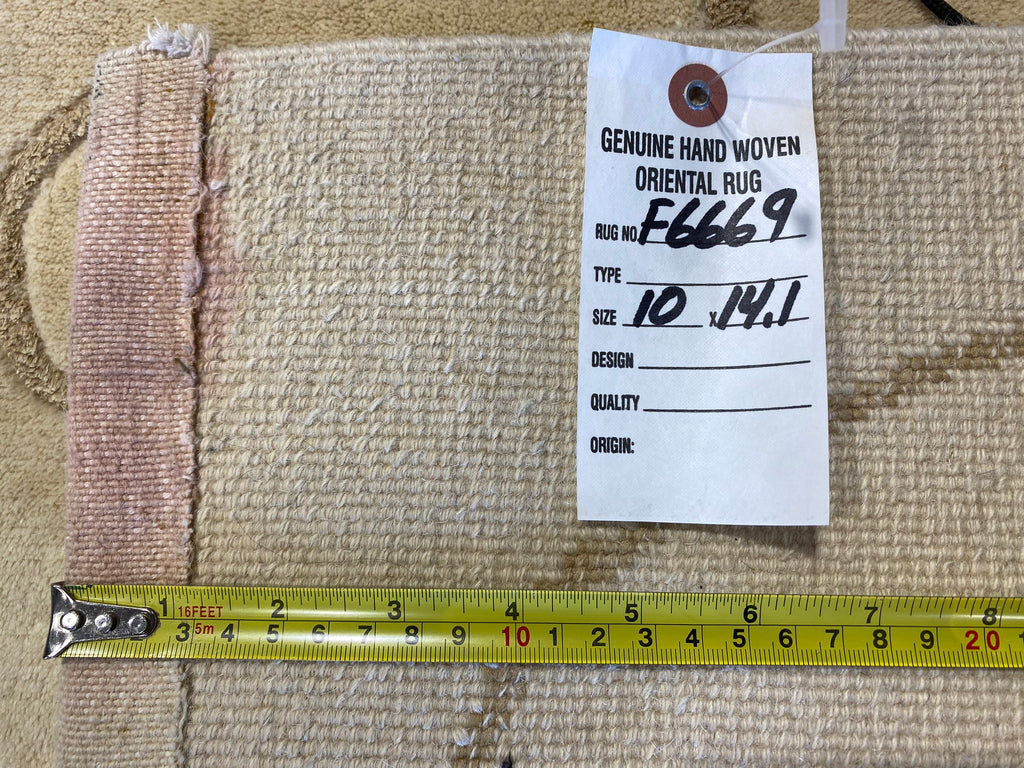 GENUINE HAND WOVEN
ORIENTAL RUG
RUG NO. F6669
TYPE
SIZE 10 x 14.1
DESIGN
QUALITY
ORIGIN:
1 16FEET 2 3 4 5 6 7 8
3 5m 4 5 6 7 8 9 10 1 2 3 4 5 6 7 8 9 20